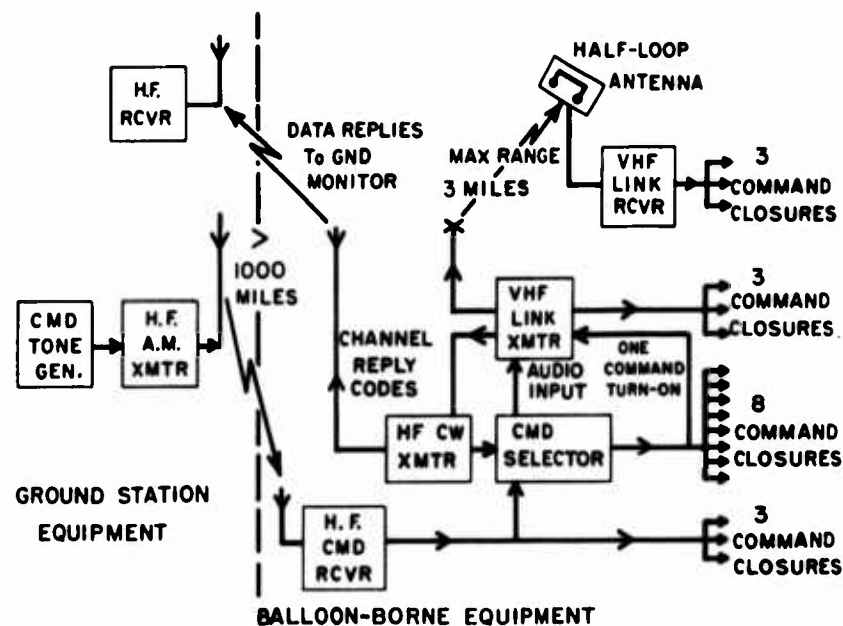 HALF-LOOP
ANTENNA
H.F.
RCVR
DATA REPLIES
To GND
MONITOR
MAX RANGE
3 MILES
VHF
LINK
RCVR
3
COMMAND
CLOSURES
>
1000
MILES
CMD
TONE
GEN.
H.F.
A.M.
XMTR
CHANNEL
REPLY
CODES
VHF
LINK
XMTR
3
COMMAND
CLOSURES
AUDIO
INPUT
ONE
COMMAND
TURN-ON
HF CW
XMTR
CMD
SELECTOR
8
COMMAND
CLOSURES
GROUND STATION
EQUIPMENT
H.F.
CMD
RCVR
3
COMMAND
CLOSURES
BALLOON-BORNE EQUIPMENT